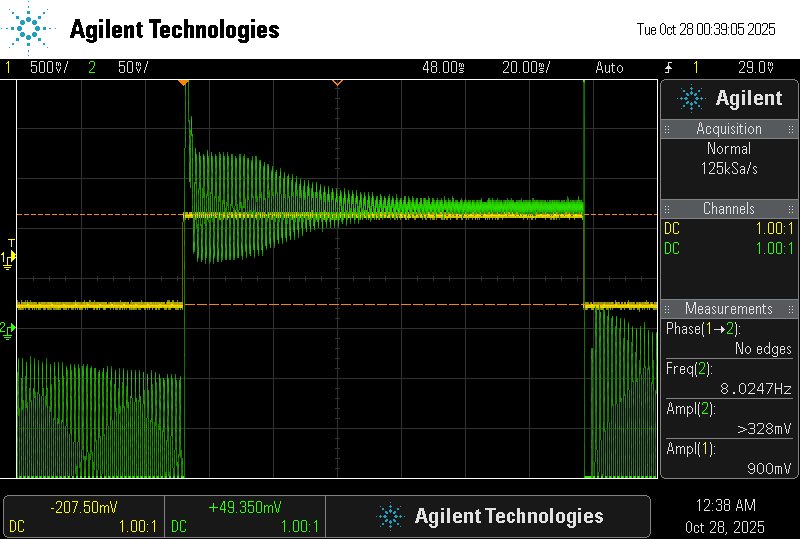 Agilent Technologies
Tue Oct 28 00:39:05 2025
1 500mV/ 2 50mV/ 48.00ms 20.00ms/ Auto 1 29.0mV
Agilent
Acquisition
Normal
125kSa/s
Channels
DC 1.00:1
DC 1.00:1
Measurements
Phase(1→2):
No edges
Freq(2):
8.0247Hz
Ampl(2):
>328mV
Ampl(1):
900mV
T
1
2
-207.50mV
DC 1.00:1
+49.350mV
DC 1.00:1
Agilent Technologies
12:38 AM
Oct 28, 2025